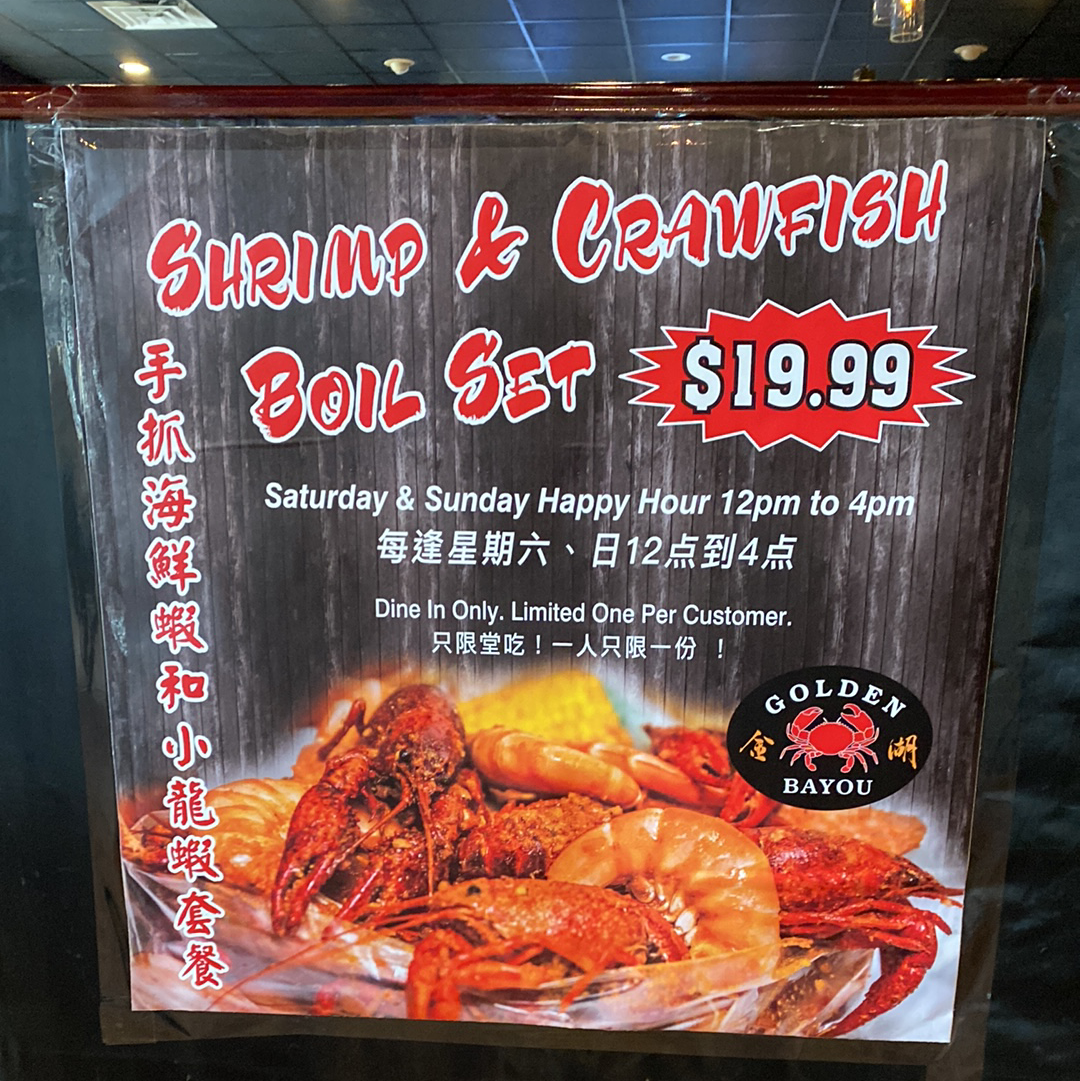 SHRIMP & CRAWFISH
BOIL SET
$19.99
手抓海鮮蝦和小龍蝦套餐
Saturday & Sunday Happy Hour 12pm to 4pm
每逢星期六、日12点到4点
Dine In Only. Limited One Per Customer.
只限堂吃！一人只限一份 ！
GOLDEN
金 湖
BAYOU